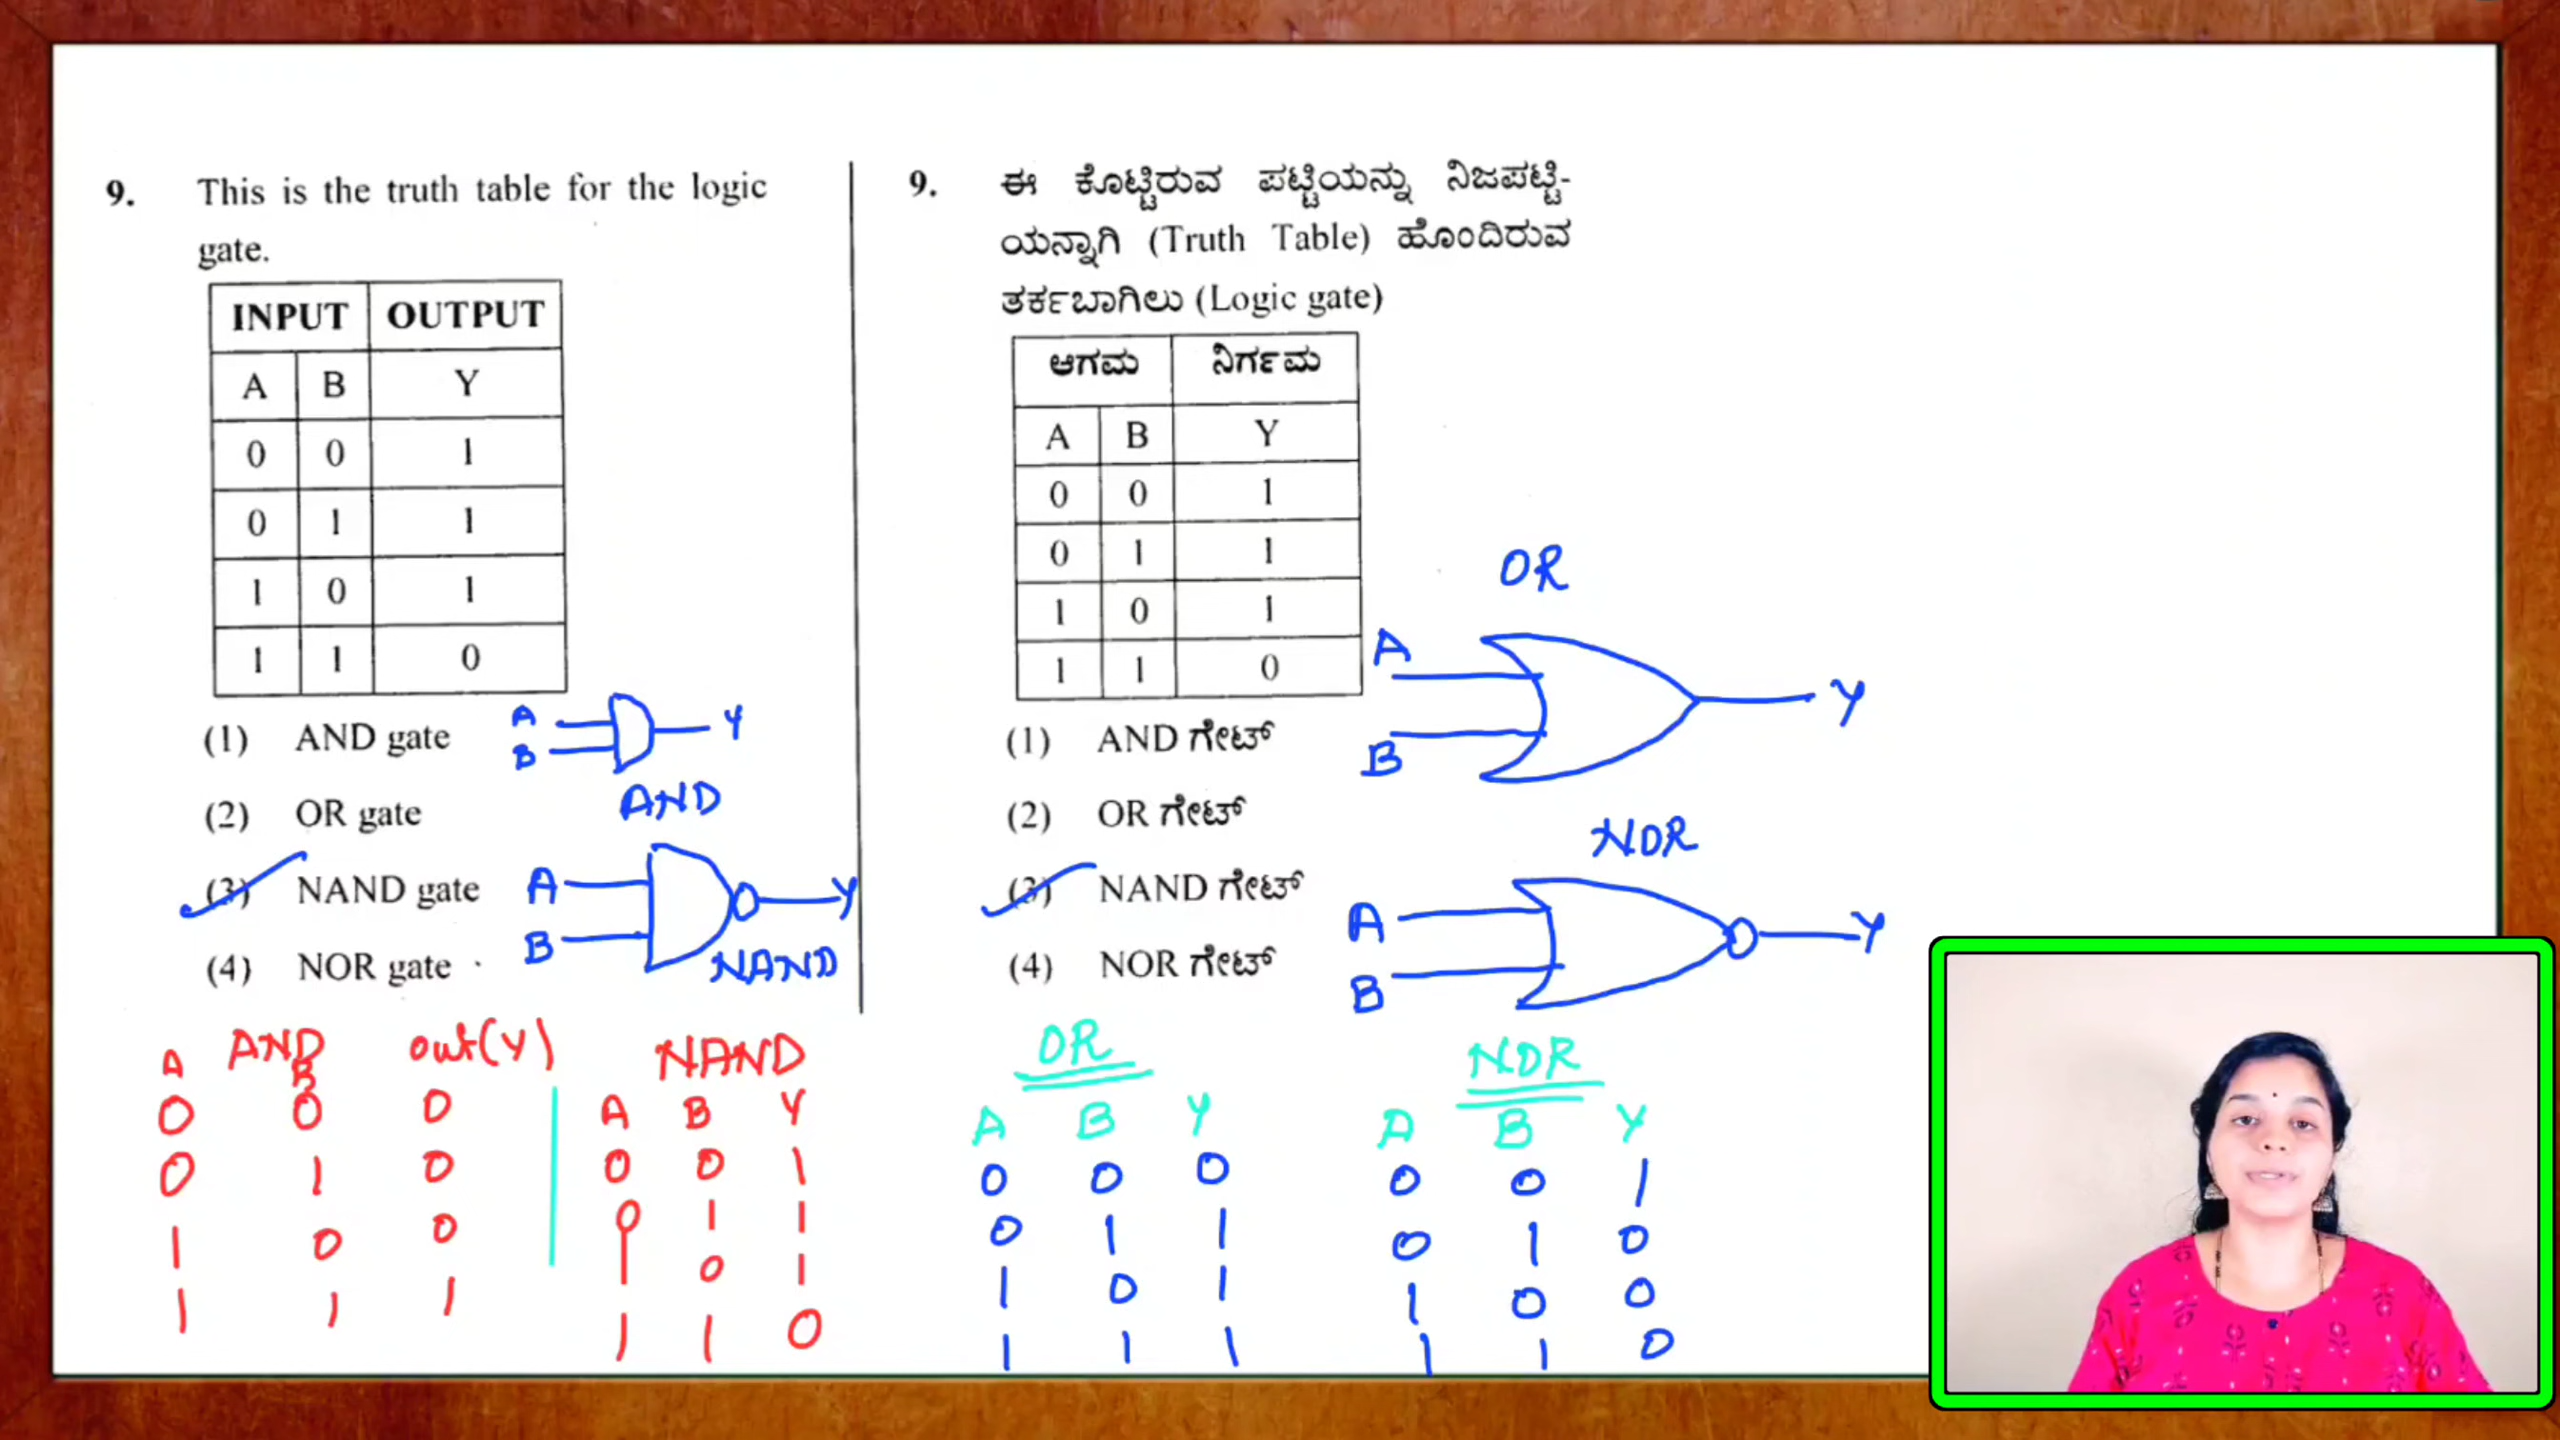 9. This is the truth table for the logic
gate.
INPUT OUTPUT
A B Y
0 0 1
0 1 1
1 0 1
1 1 0
(1) AND gate
(2) OR gate
(3) NAND gate
(4) NOR gate
A
B
Y
AND
A
B
Y
NAND
9. ಈ ಕೊಟ್ಟಿರುವ ಪಟ್ಟಿಯನ್ನು ನಿಜಪಟ್ಟಿ-
ಯನ್ನಾಗಿ (Truth Table) ಹೊಂದಿರುವ
ತರ್ಕಬಾಗಿಲು (Logic gate)
ಆಗಮ ನಿರ್ಗಮ
A B Y
0 0 1
0 1 1
1 0 1
1 1 0
(1) AND ಗೇಟ್
(2) OR ಗೇಟ್
(3) NAND ಗೇಟ್
(4) NOR ಗೇಟ್
OR
A
B
Y
NOR
A
B
Y
AND
A B out(Y)
0 0 0
0 1 0
1 0 0
1 1 1
NAND
A B Y
0 0 1
0 1 1
1 0 1
1 1 0
OR
A B Y
0 0 0
0 1 1
1 0 1
1 1 1
NOR
A B Y
0 0 1
0 1 0
1 0 0
1 1 0